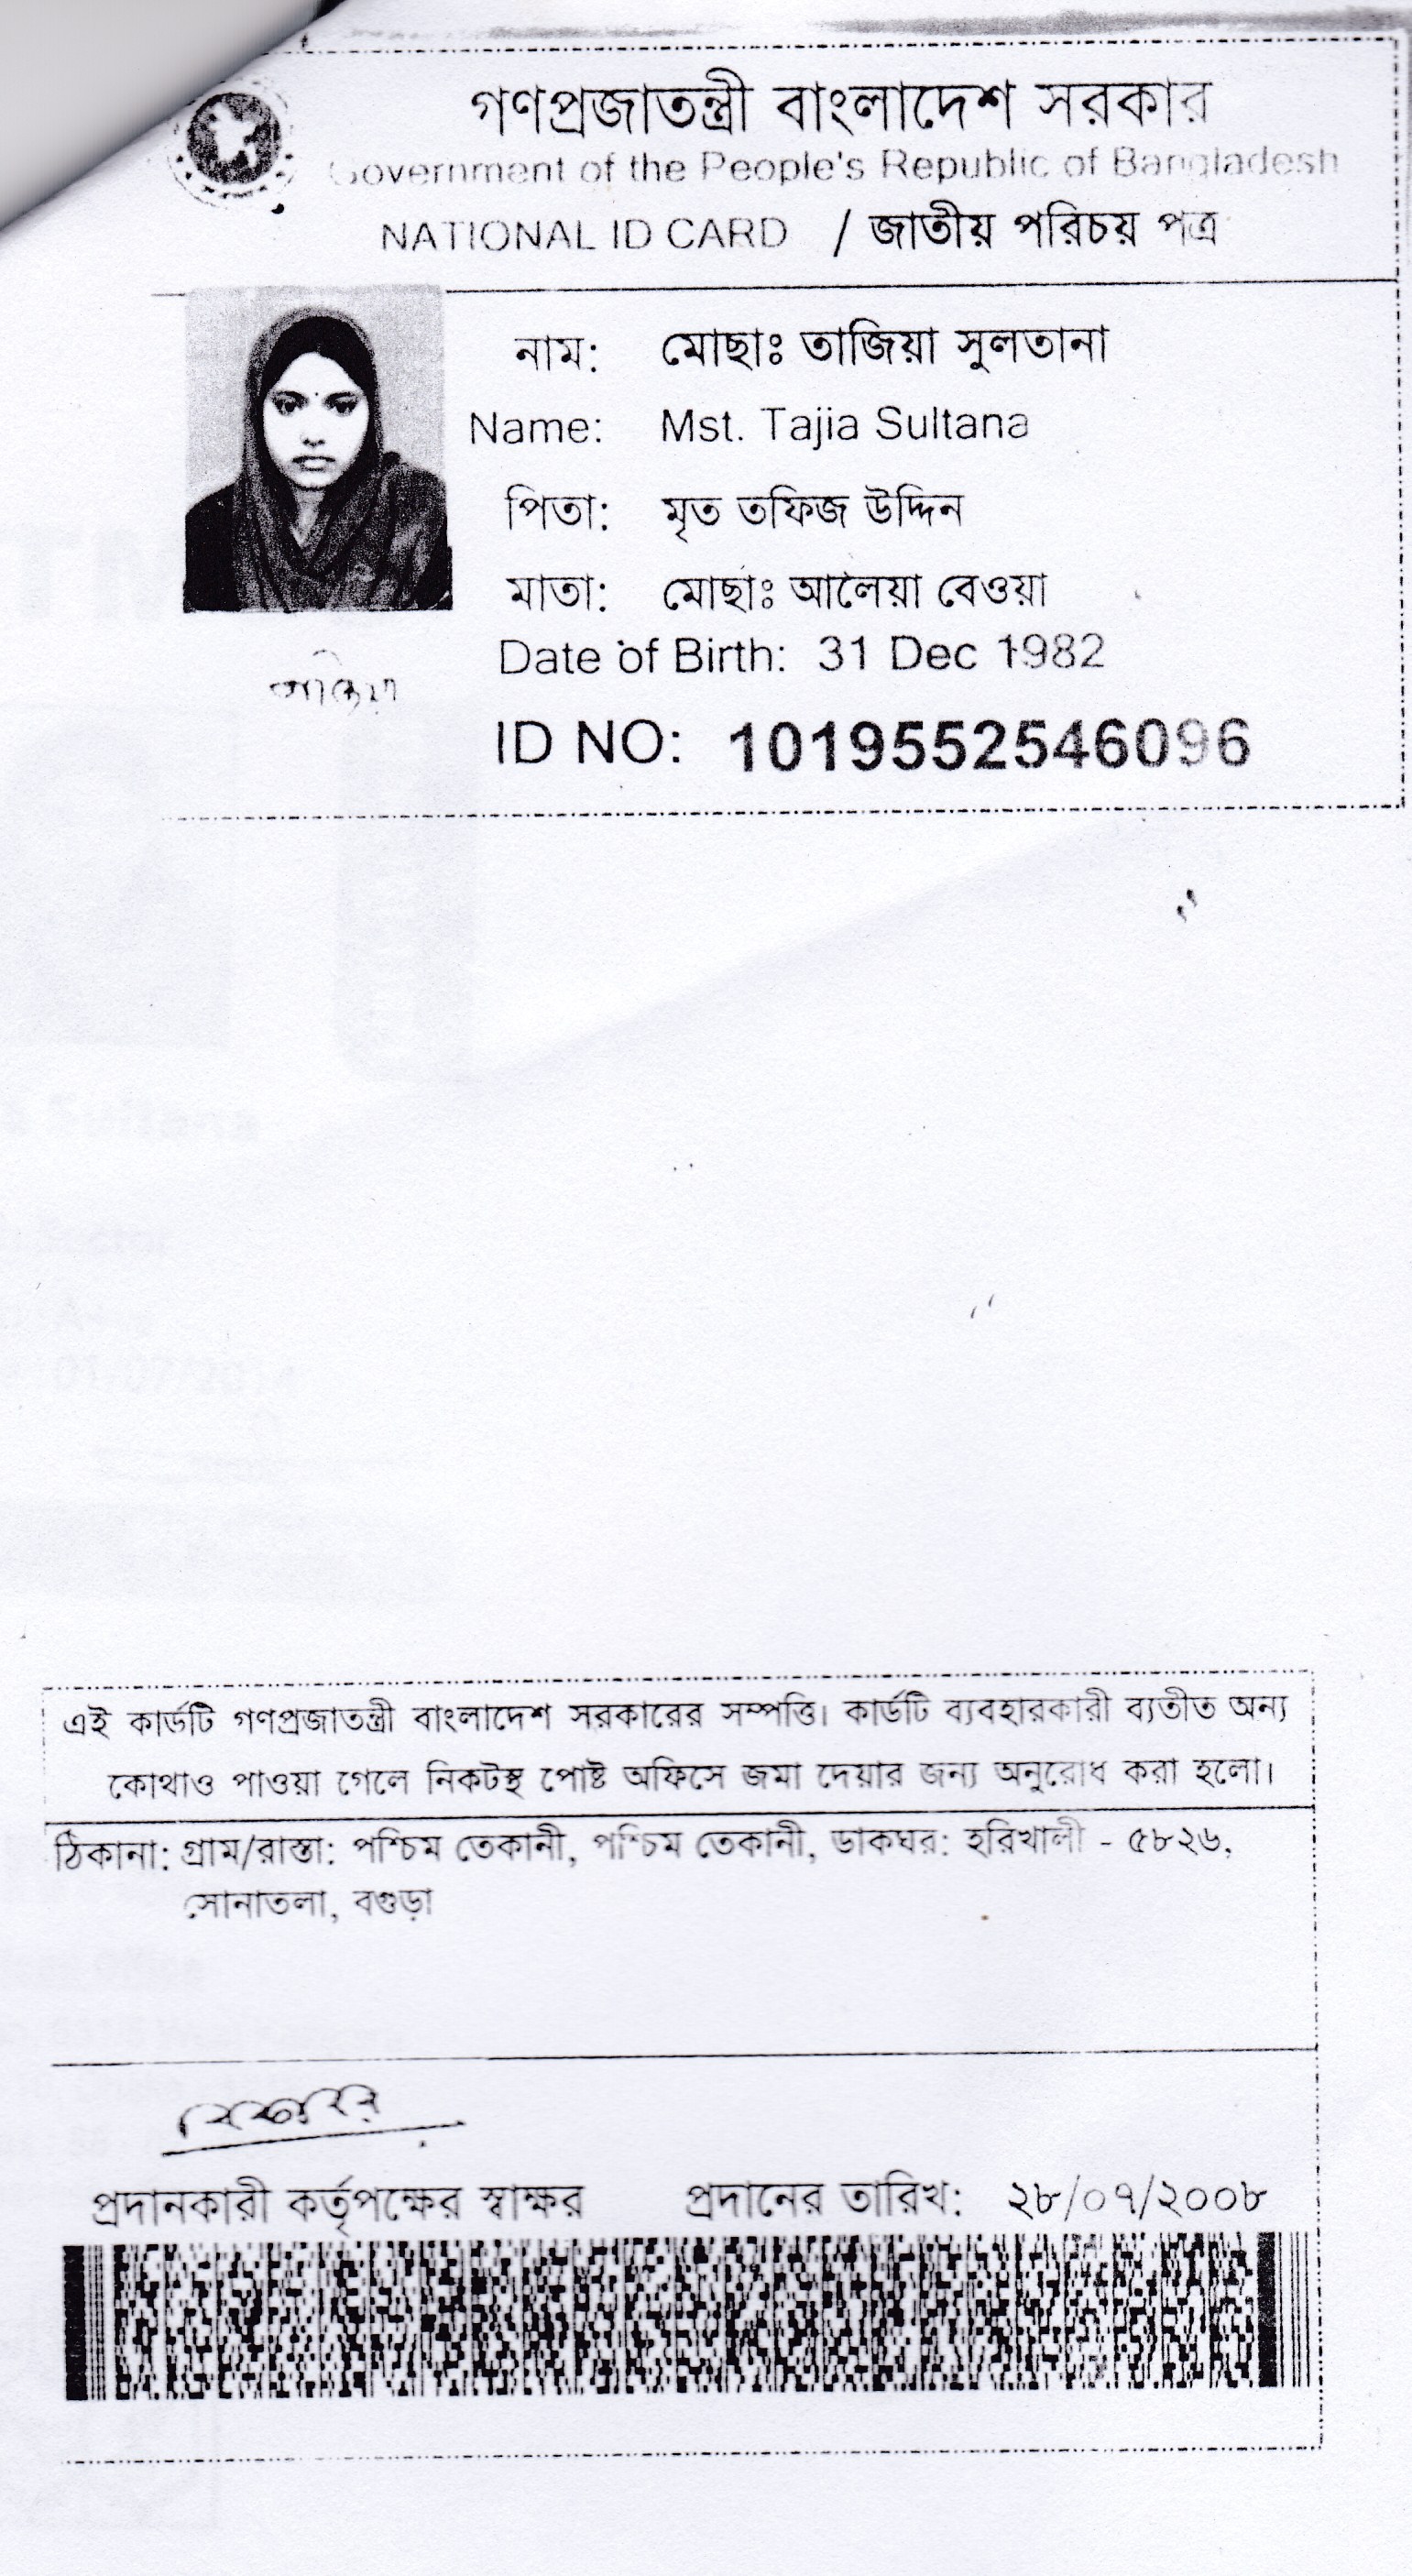 গণপ্রজাতন্ত্রী বাংলাদেশ সরকার
Government of the People's Republic of Bangladesh
NATIONAL ID CARD / জাতীয় পরিচয় পত্র
নাম: মোছাঃ তাজিয়া সুলতানা
Name: Mst. Tajia Sultana
পিতা: মৃত তফিজ উদ্দিন
মাতা: মোছাঃ আলেয়া বেওয়া
Date of Birth: 31 Dec 1982
ID NO: 1019552546096
এই কার্ডটি গণপ্রজাতন্ত্রী বাংলাদেশ সরকারের সম্পত্তি। কার্ডটি ব্যবহারকারী ব্যতীত অন্য
কোথাও পাওয়া গেলে নিকটস্থ পোষ্ট অফিসে জমা দেয়ার জন্য অনুরোধ করা হলো।
ঠিকানা: গ্রাম/রাস্তা: পশ্চিম তেকানী, পশ্চিম তেকানী, ডাকঘর: হরিখালী - ৫৮২৬,
সোনাতলা, বগুড়া
প্রদানকারী কর্তৃপক্ষের স্বাক্ষর প্রদানের তারিখ: ২৮/০৭/২০০৮